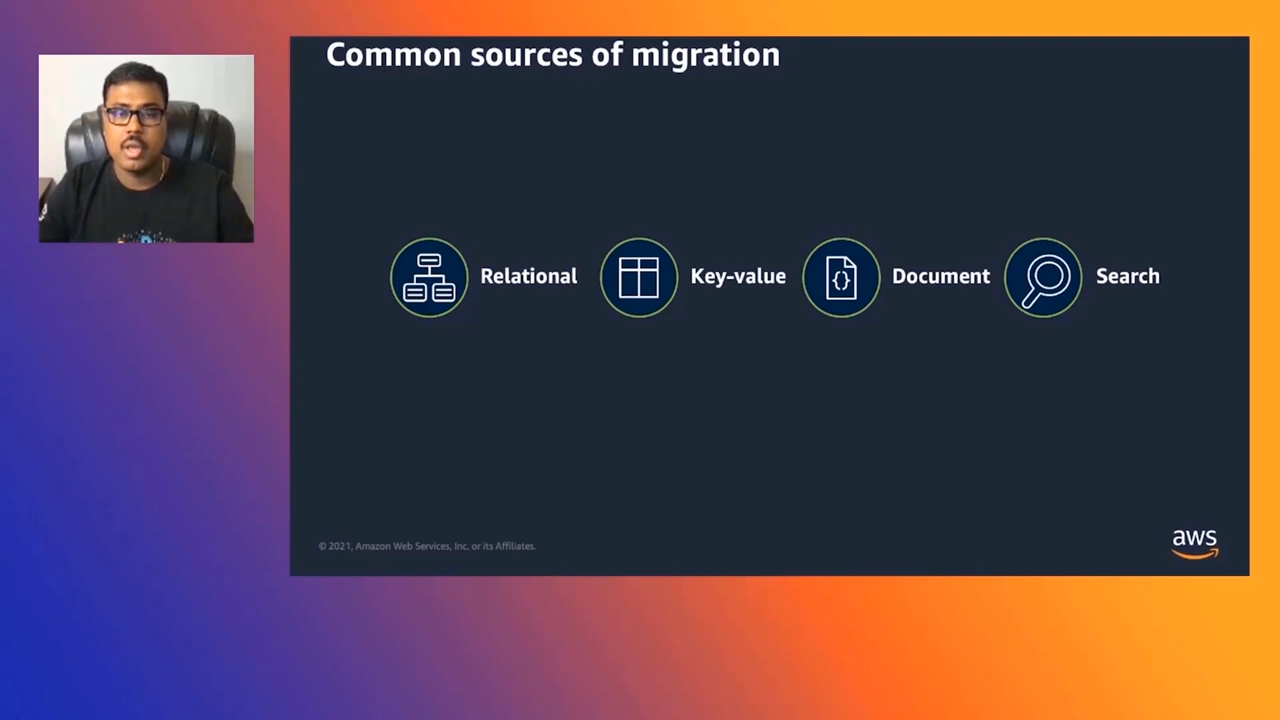 Common sources of migration
Relational
Key-value
Document
{}
Search
© 2021, Amazon Web Services, Inc. or its Affiliates.
aws